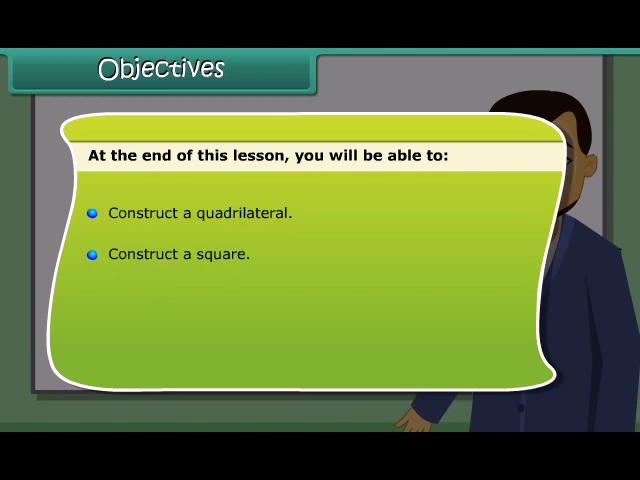 Objectives
At the end of this lesson, you will be able to:
Construct a quadrilateral.
Construct a square.